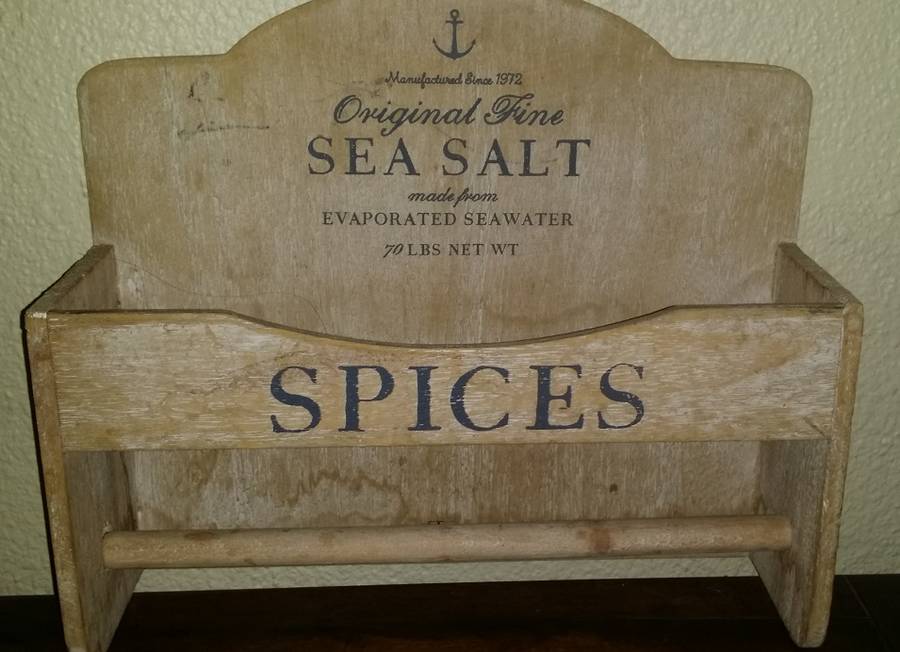 Manufactured Since 1972
Original Fine
SEA SALT
made from
EVAPORATED SEAWATER
70 LBS NET WT
SPICES